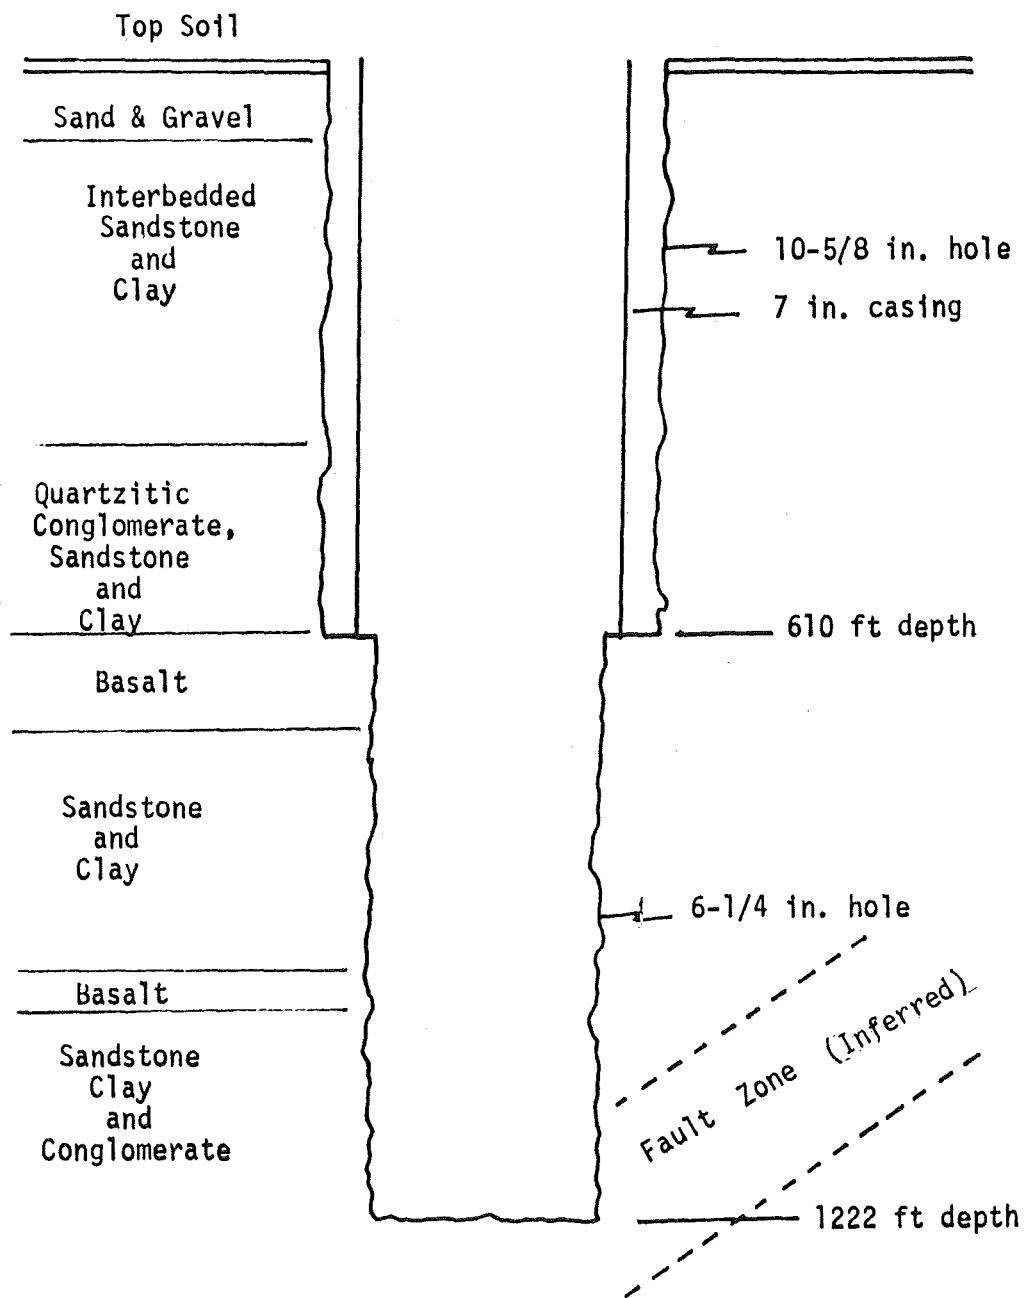 Top Soil
Sand & Gravel
Interbedded
Sandstone
and
Clay
10-5/8 in. hole
7 in. casing
Quartzitic
Conglomerate,
Sandstone
and
Clay
610 ft depth
Basalt
Sandstone
and
Clay
6-1/4 in. hole
Basalt
Fault Zone (Inferred)
Sandstone
Clay
and
Conglomerate
1222 ft depth